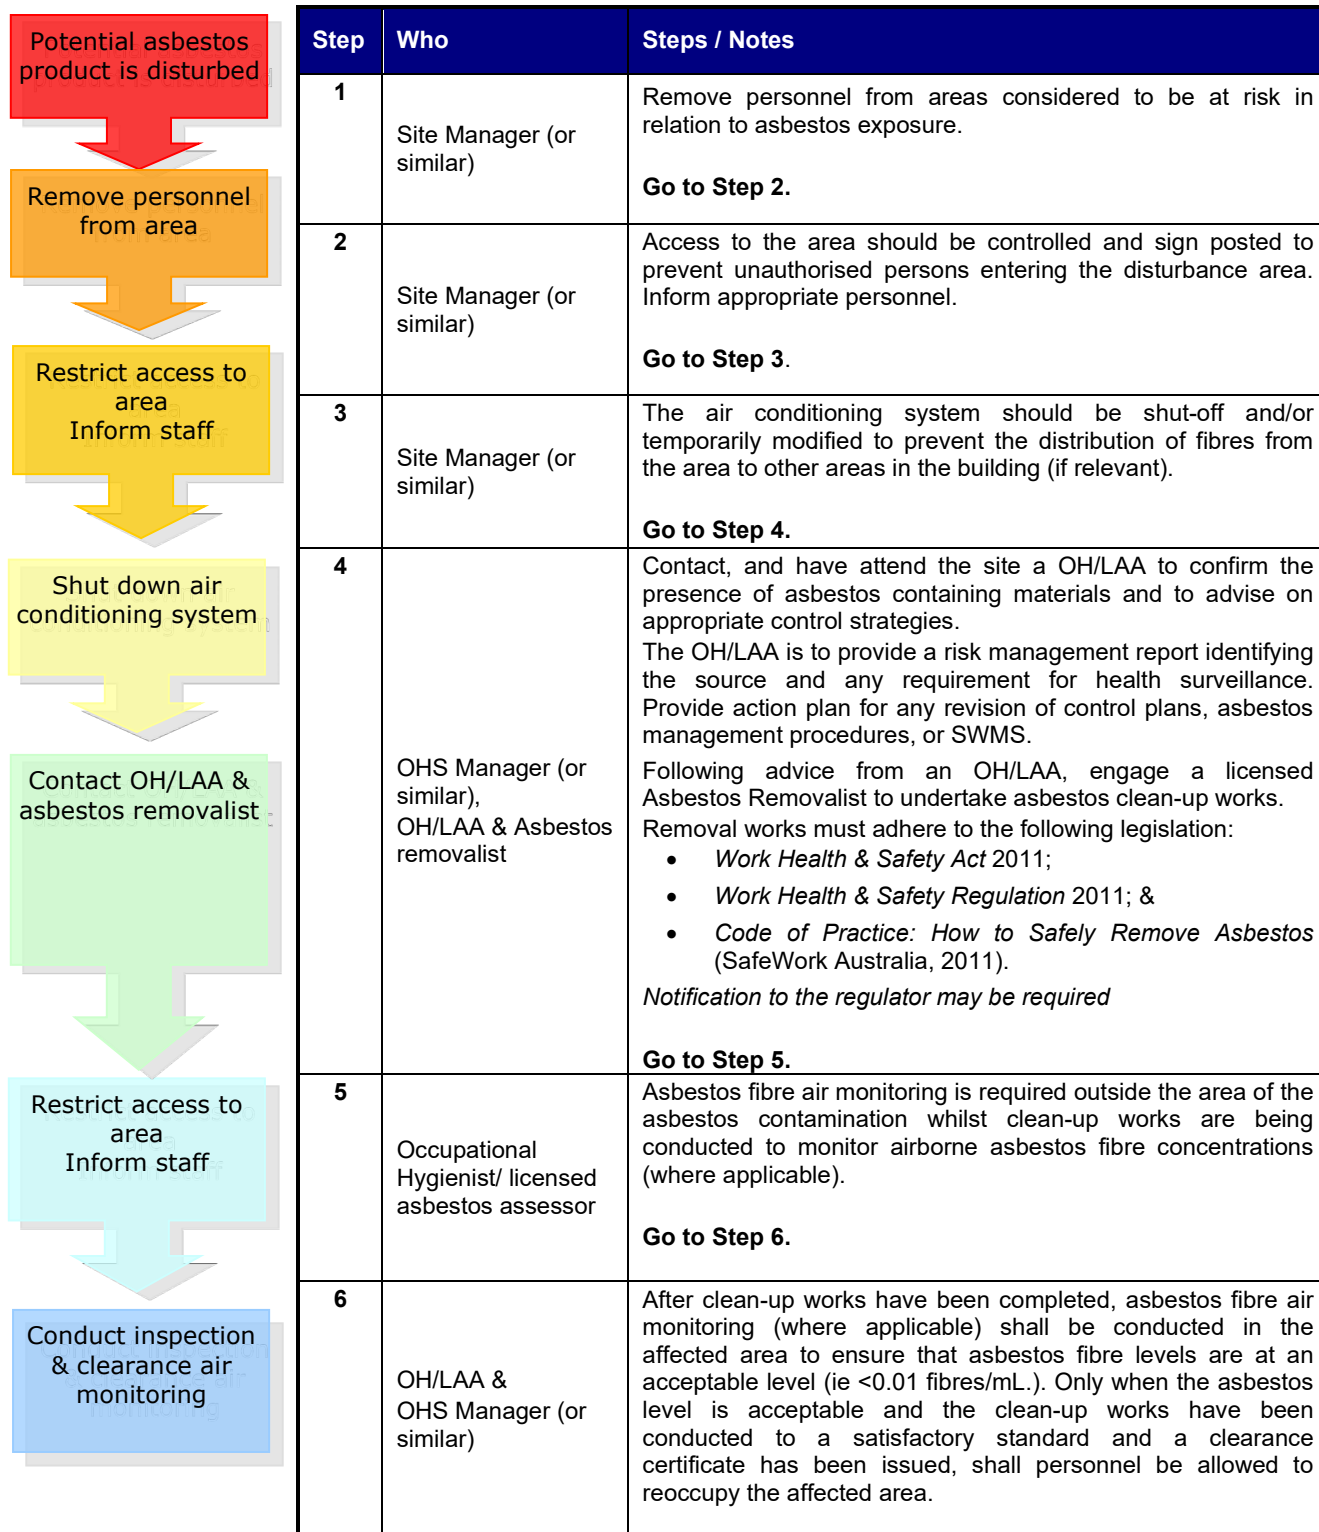 Potential asbestos
product is disturbed
Remove personnel
from area
Restrict access to
area
Inform staff
Shut down air
conditioning system
Contact OH/LAA &
asbestos removalist
Restrict access to
area
Inform staff
Conduct inspection
& clearance air
monitoring
Step Who Steps / Notes
1
Site Manager (or
similar)
Remove personnel from areas considered to be at risk in
relation to asbestos exposure.
Go to Step 2.
2
Site Manager (or
similar)
Access to the area should be controlled and sign posted to
prevent unauthorised persons entering the disturbance area.
Inform appropriate personnel.
Go to Step 3.
3
Site Manager (or
similar)
The air conditioning system should be shut-off and/or
temporarily modified to prevent the distribution of fibres from
the area to other areas in the building (if relevant).
Go to Step 4.
4
OHS Manager (or
similar),
OH/LAA & Asbestos
removalist
Contact, and have attend the site a OH/LAA to confirm the
presence of asbestos containing materials and to advise on
appropriate control strategies.
The OH/LAA is to provide a risk management report identifying
the source and any requirement for health surveillance.
Provide action plan for any revision of control plans, asbestos
management procedures, or SWMS.
Following advice from an OH/LAA, engage a licensed
Asbestos Removalist to undertake asbestos clean-up works.
Removal works must adhere to the following legislation:
• Work Health & Safety Act 2011;
• Work Health & Safety Regulation 2011; &
• Code of Practice: How to Safely Remove Asbestos
(SafeWork Australia, 2011).
Notification to the regulator may be required
Go to Step 5.
5
Occupational
Hygienist/ licensed
asbestos assessor
Asbestos fibre air monitoring is required outside the area of the
asbestos contamination whilst clean-up works are being
conducted to monitor airborne asbestos fibre concentrations
(where applicable).
Go to Step 6.
6
OH/LAA &
OHS Manager (or
similar)
After clean-up works have been completed, asbestos fibre air
monitoring (where applicable) shall be conducted in the
affected area to ensure that asbestos fibre levels are at an
acceptable level (ie <0.01 fibres/mL.). Only when the asbestos
level is acceptable and the clean-up works have been
conducted to a satisfactory standard and a clearance
certificate has been issued, shall personnel be allowed to
reoccupy the affected area.